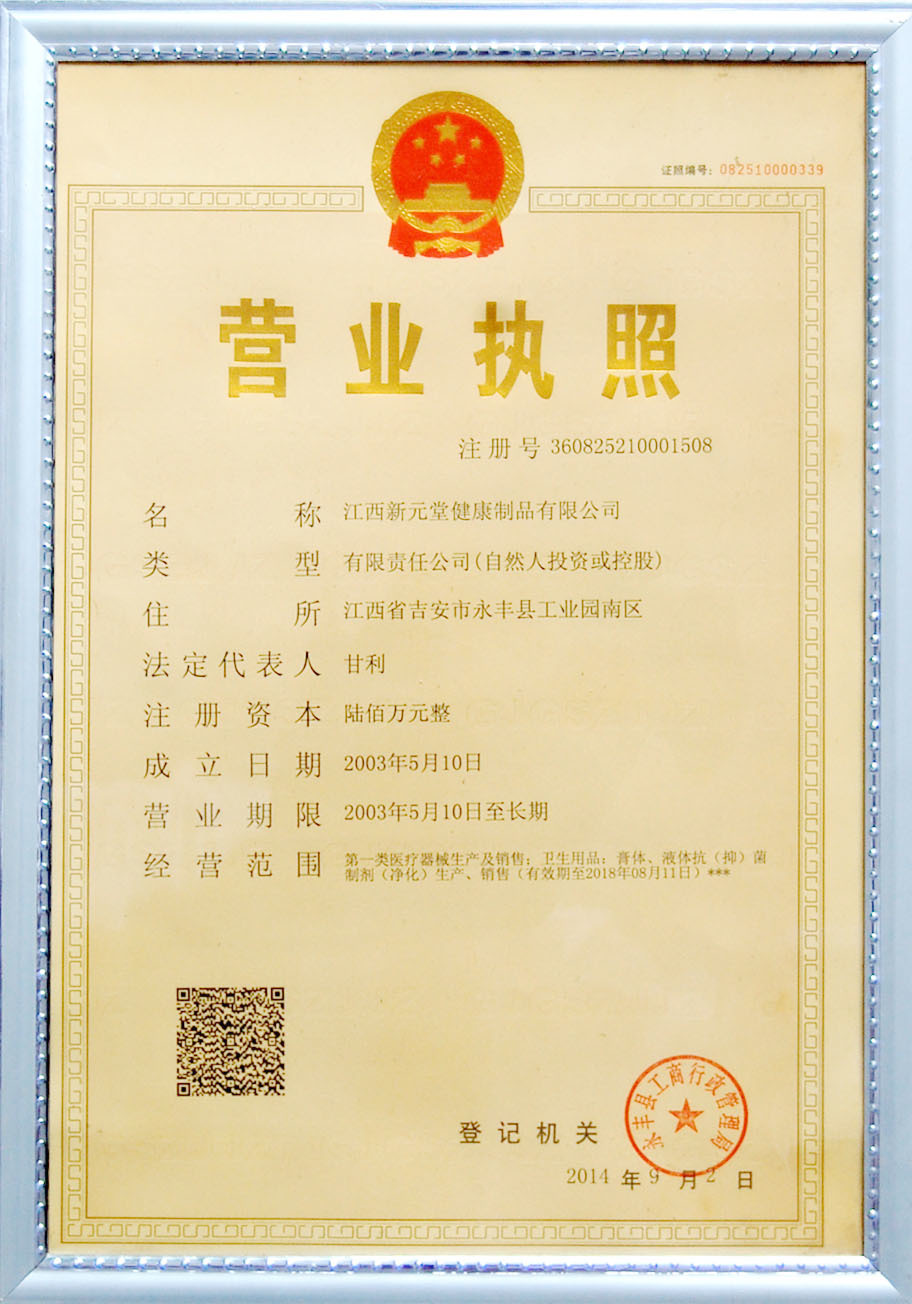 证照编号：082510000339
营业执照
注册号 360825210001508
名称 江西新元堂健康制品有限公司
类型 有限责任公司(自然人投资或控股)
住所 江西省吉安市永丰县工业园南区
法定代表人 甘利
注册资本 陆佰万元整
成立日期 2003年5月10日
营业期限 2003年5月10日至长期
经营范围 第一类医疗器械生产及销售；卫生用品：膏体、液体抗（抑）菌
制剂（净化）生产、销售（有效期至2018年08月11日）***
永丰县工商行政管理局
登记机关
2014 年 9 月 2 日